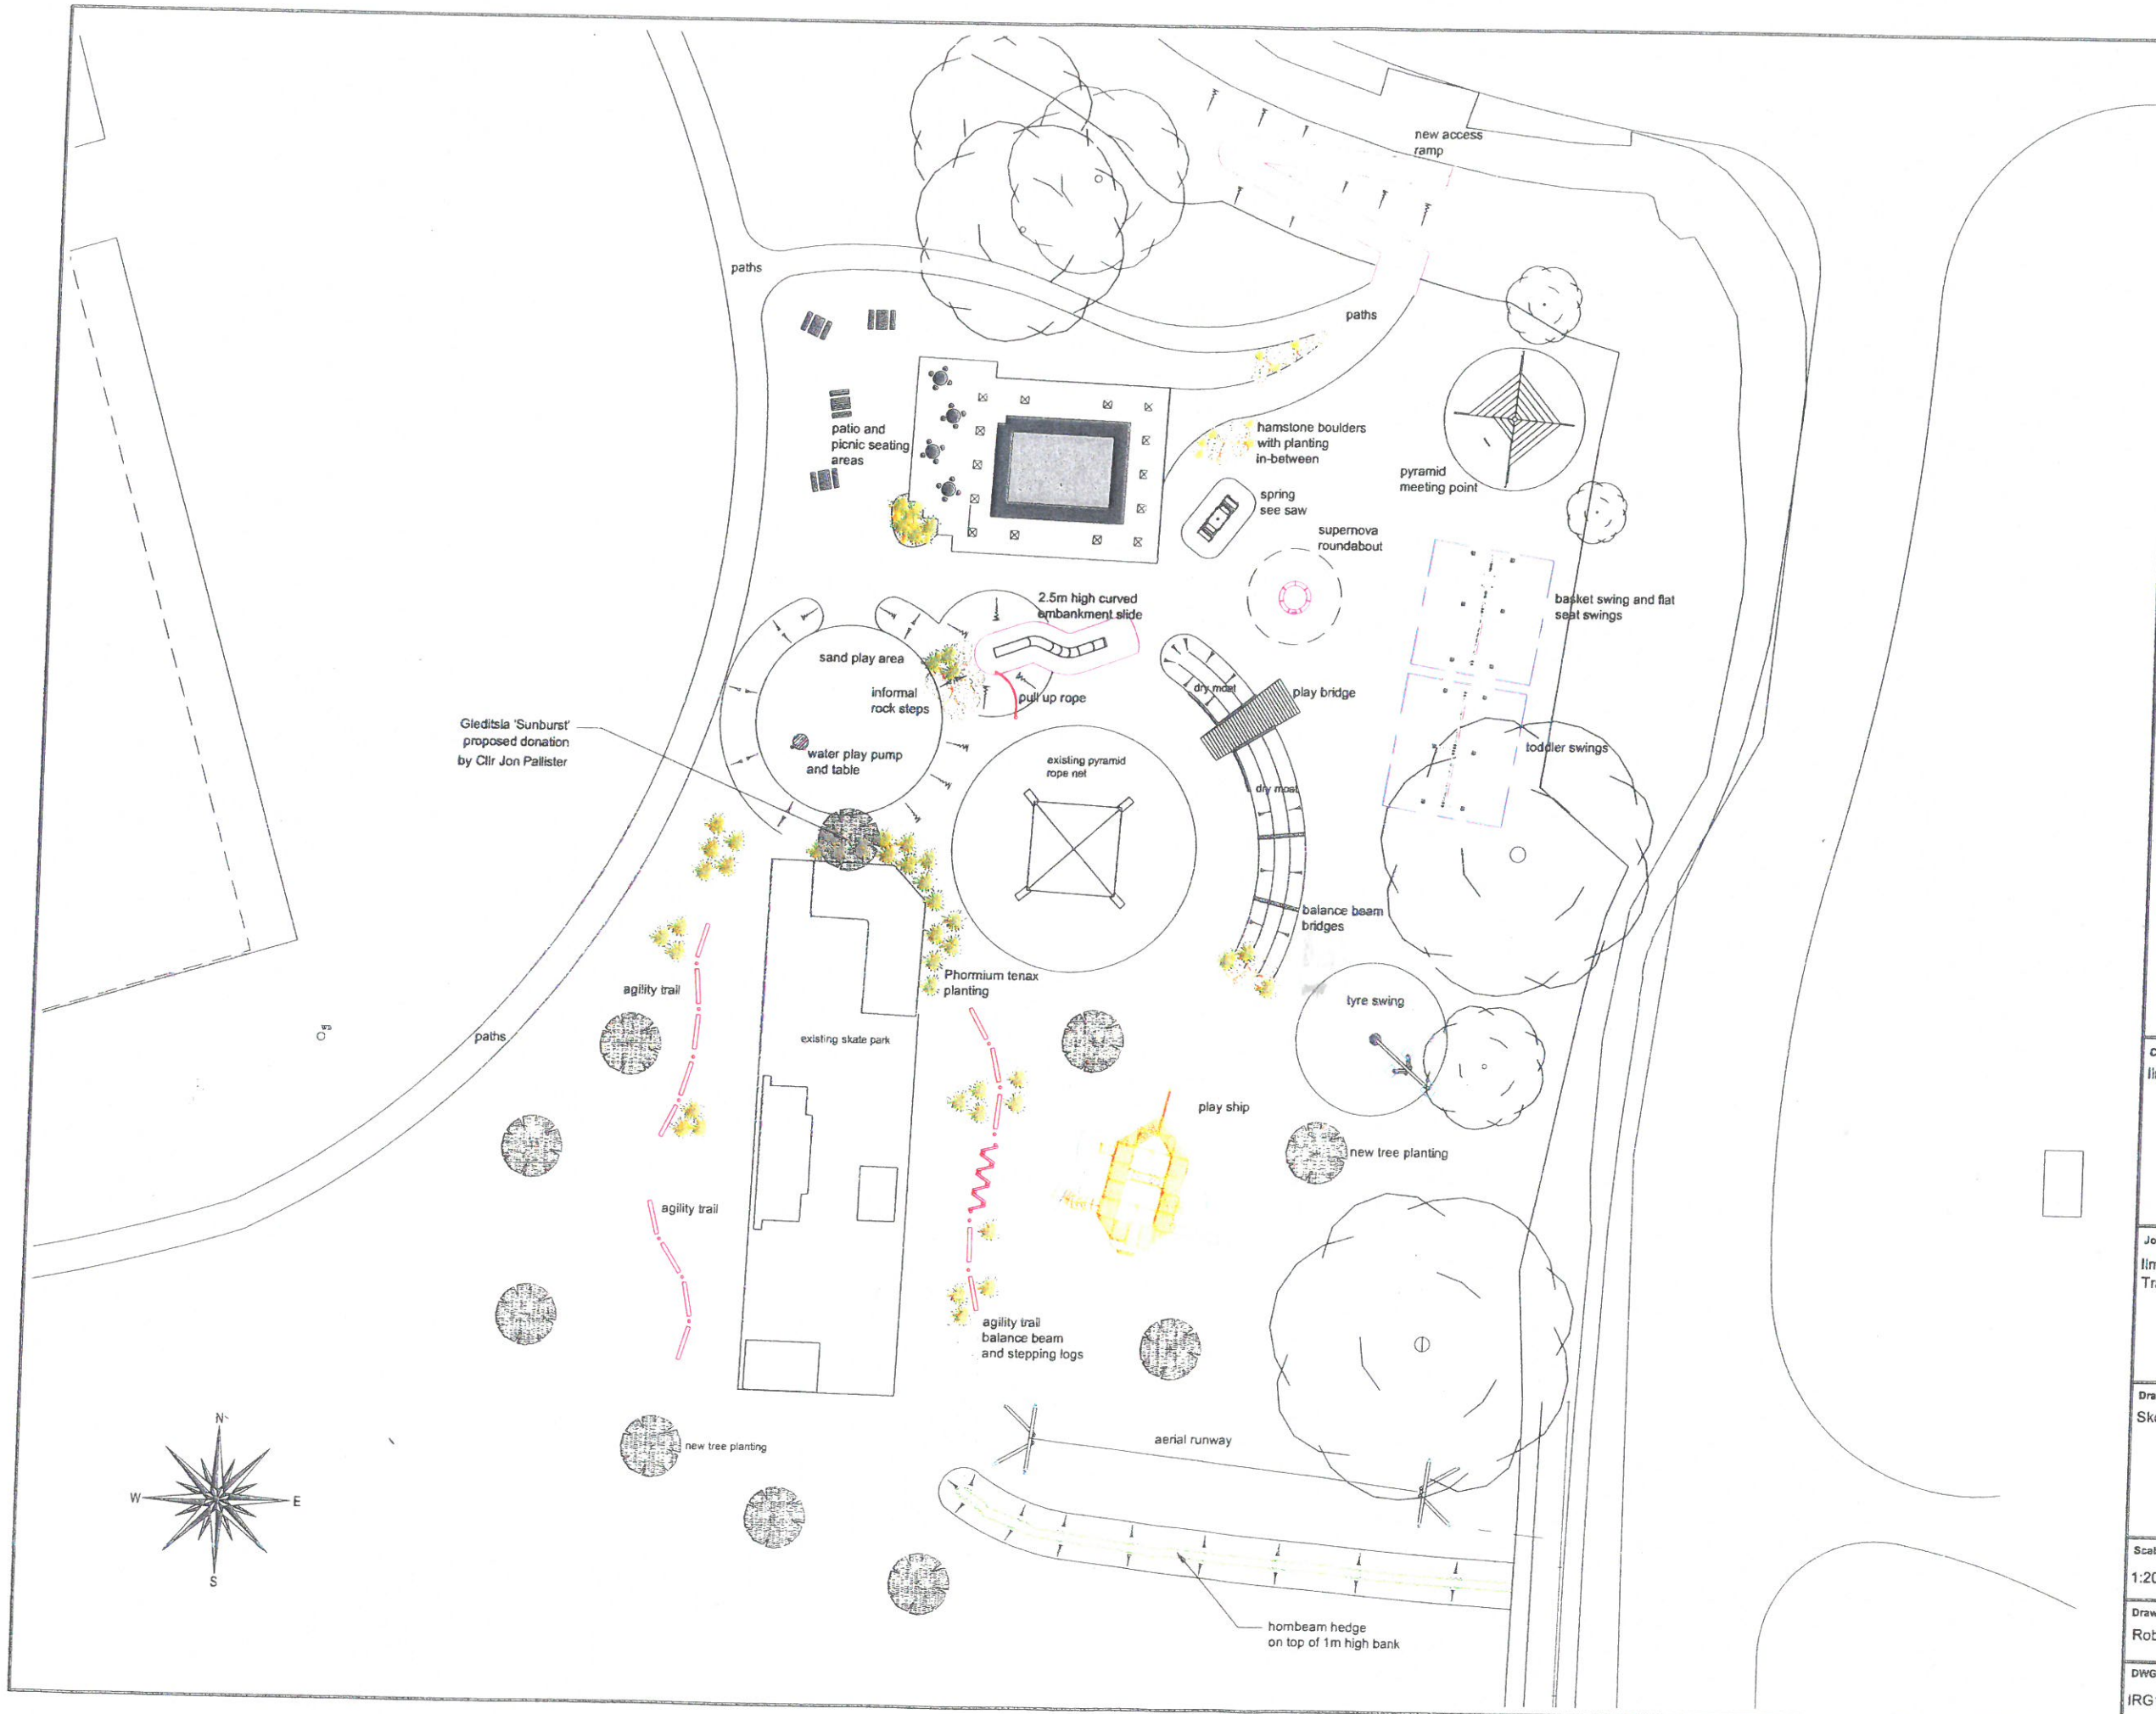 new access
ramp
paths
paths
patio and
picnic seating
areas
hamstone boulders
with planting
in-between
pyramid
meeting point
spring
see saw
supernova
roundabout
2.5m high curved
embankment slide
basket swing and flat
seat swings
sand play area
informal
rock steps
pull up rope
dry moat
play bridge
Gleditsia 'Sunburst'
proposed donation
by Cllr Jon Pallister
water play pump
and table
existing pyramid
rope net
toddler swings
dry moat
balance beam
bridges
Phormium tenax
planting
agility trail
tyre swing
paths
existing skate park
play ship
new tree planting
agility trail
agility trail
balance beam
and stepping logs
aerial runway
new tree planting
N
W
E
S
hornbeam hedge
on top of 1m high bank
1:20
Rob
DWG
IRG